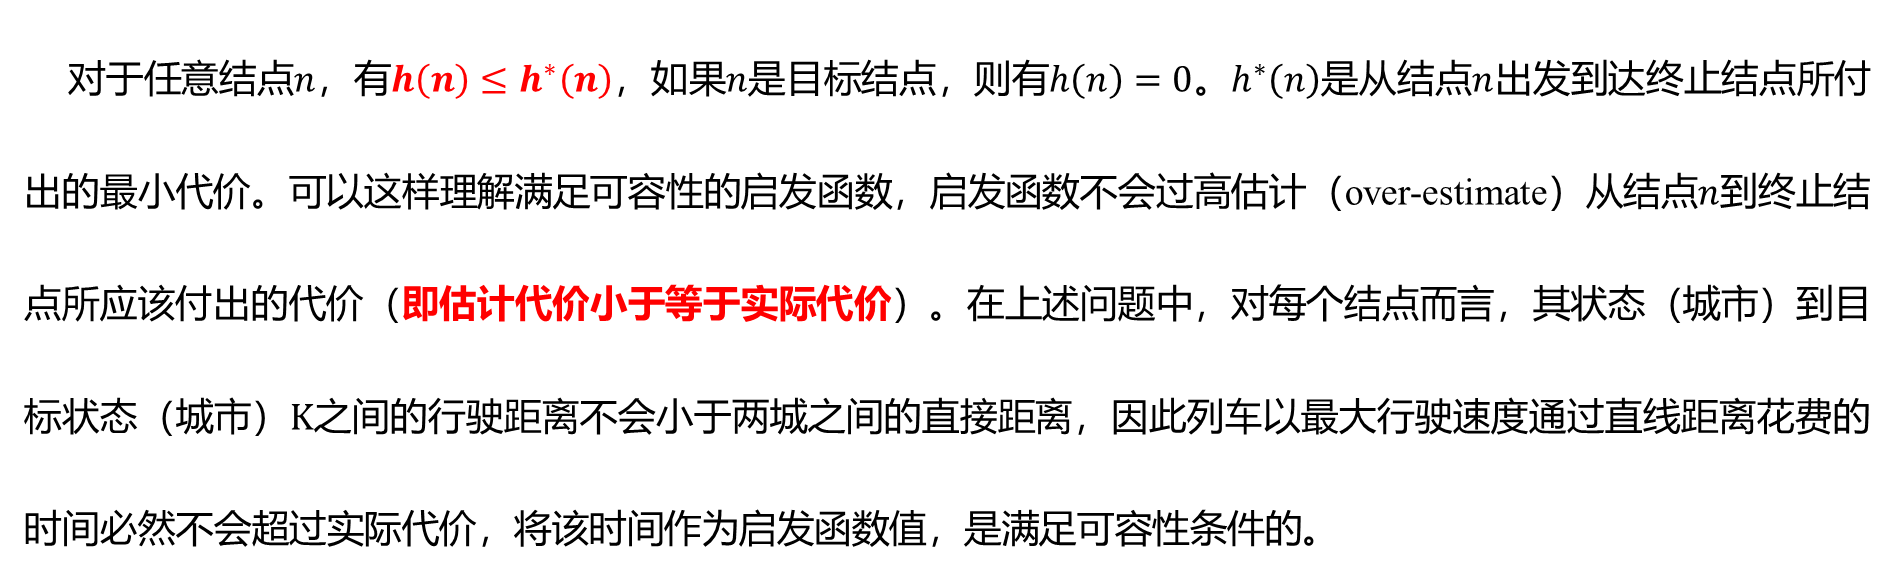 对于任意结点n，有h(n) ≤ h*(n)，如果n是目标结点，则有h(n) = 0。h*(n)是从结点n出发到达终止结点所付
出的最小代价。可以这样理解满足可容性的启发函数，启发函数不会过高估计（over-estimate）从结点n到终止结
点所应该付出的代价（即估计代价小于等于实际代价）。在上述问题中，对每个结点而言，其状态（城市）到目
标状态（城市）K之间的行驶距离不会小于两城之间的直接距离，因此列车以最大行驶速度通过直线距离花费的
时间必然不会超过实际代价，将该时间作为启发函数值，是满足可容性条件的。